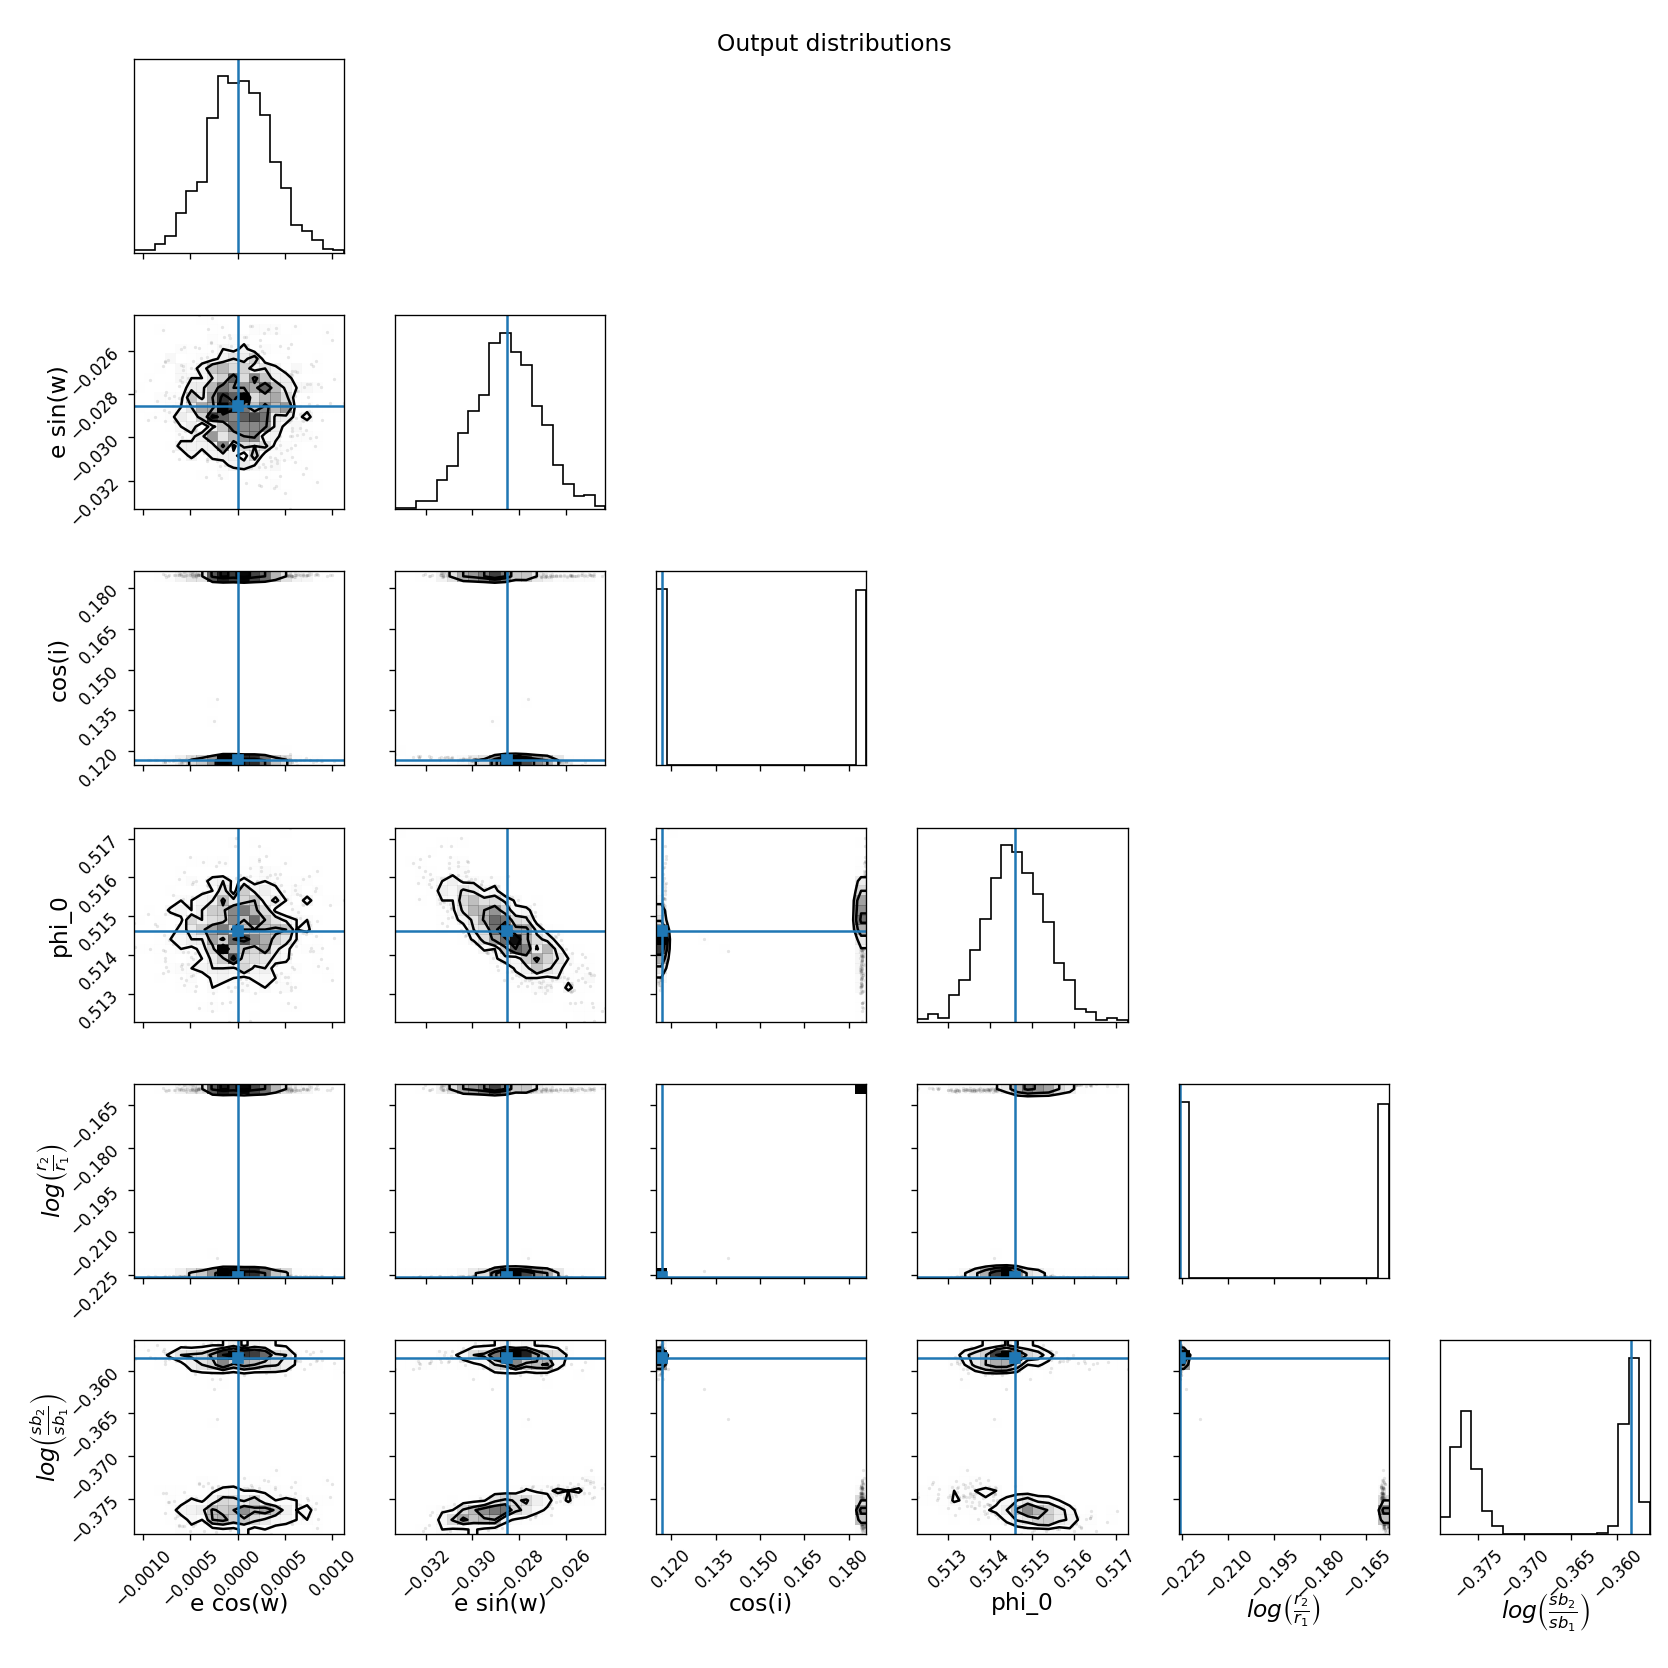 Output distributions
e sin(w)
−0.026
−0.028
−0.030
−0.032
cos(i)
0.180
0.165
0.150
0.135
0.120
phi_0
0.517
0.516
0.515
0.514
0.513
log(r₂/r₁)
−0.165
−0.180
−0.195
−0.210
−0.225
log(sb₂/sb₁)
−0.360
−0.365
−0.370
−0.375
−0.0010 −0.0005 0.0000 0.0005 0.0010
−0.032 −0.030 −0.028 −0.026
0.120 0.135 0.150 0.165 0.180
0.513 0.514 0.515 0.516 0.517
−0.225 −0.210 −0.195 −0.180 −0.165
−0.375 −0.370 −0.365 −0.360
e cos(w) e sin(w) cos(i) phi_0 log(r₂/r₁) log(sb₂/sb₁)